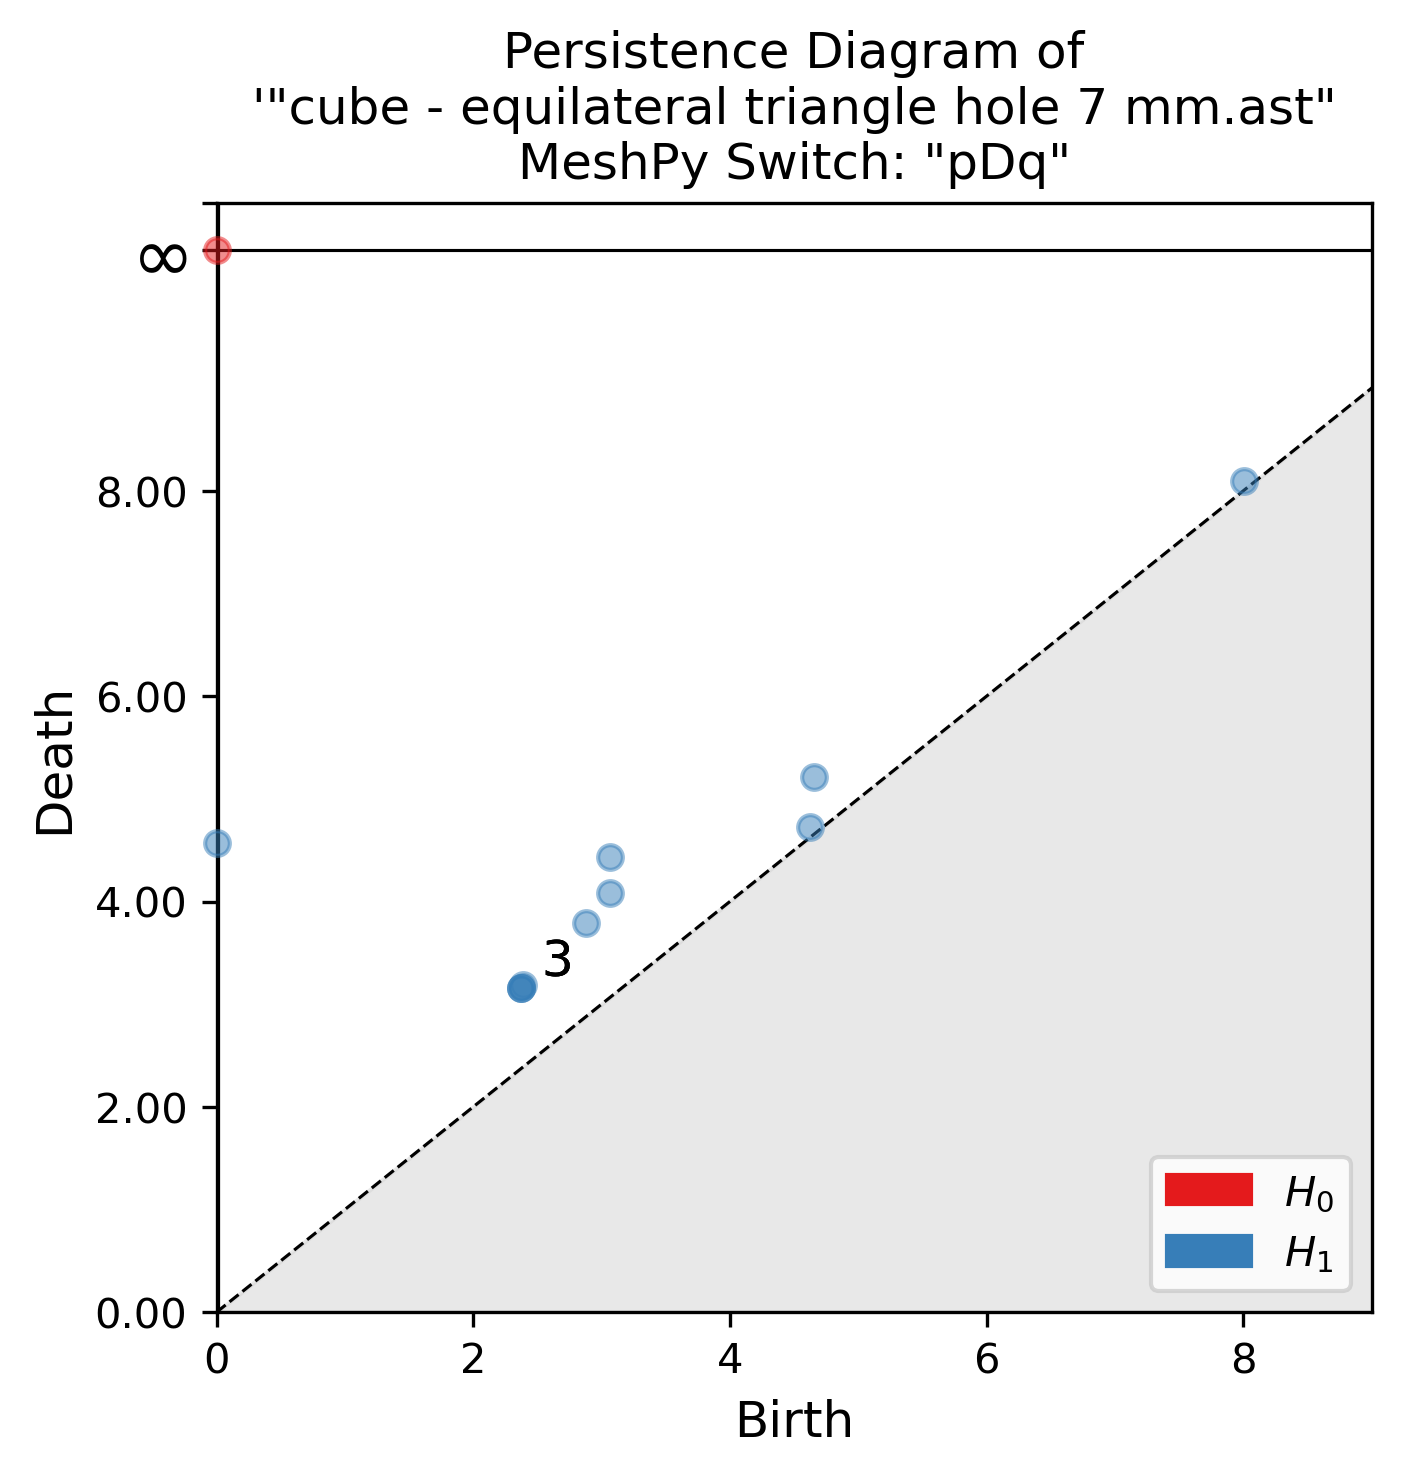 Persistence Diagram of
'"cube - equilateral triangle hole 7 mm.ast"
MeshPy Switch: "pDq"
∞
8.00
6.00
4.00
2.00
0.00
Death
3
H₀
H₁
0 2 4 6 8
Birth